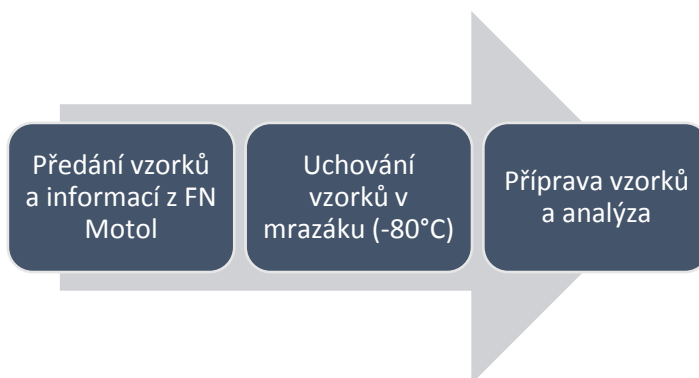 Předání vzorků
a informací z FN
Motol
Uchování
vzorků v
mrazáku (-80°C)
Příprava vzorků
a analýza